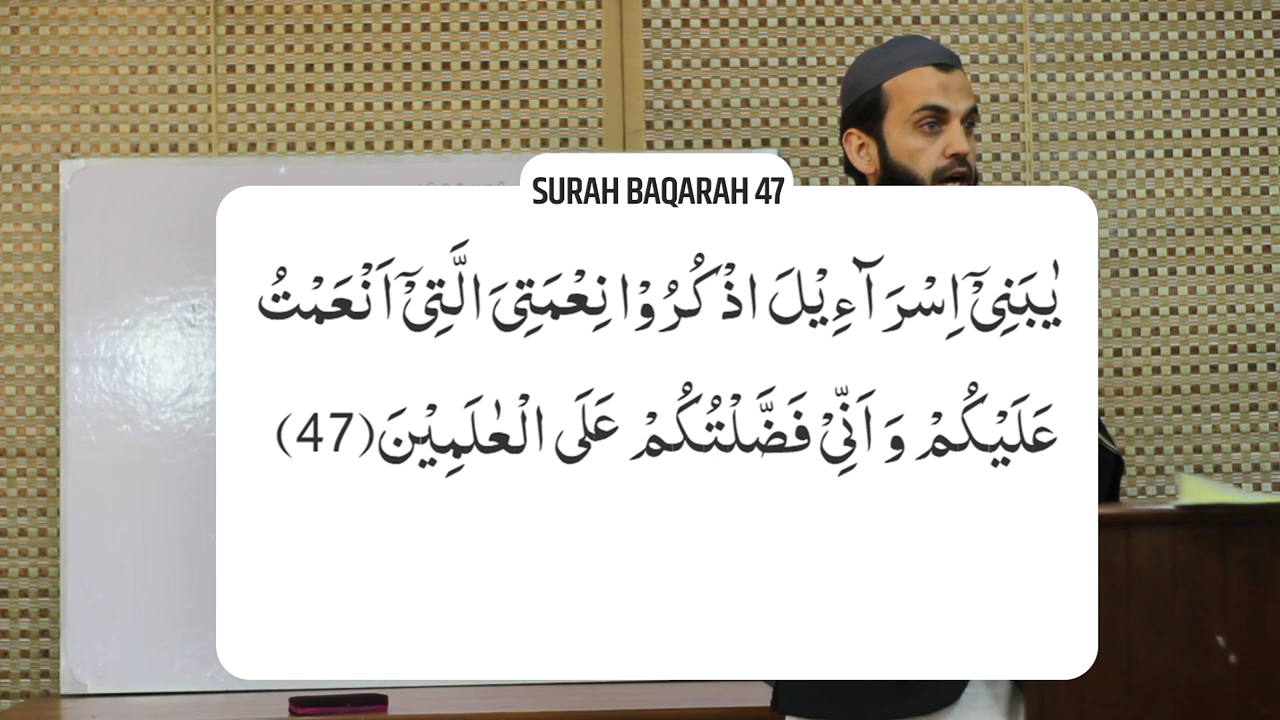 SURAH BAQARAH 47
یٰبَنِیْۤ اِسْرَآءِیْلَ اذْكُرُوْا نِعْمَتِیَ الَّتِیْۤ اَنْعَمْتُ
عَلَیْكُمْ وَ اَنِّیْ فَضَّلْتُكُمْ عَلَى الْعٰلَمِیْنَ(47)